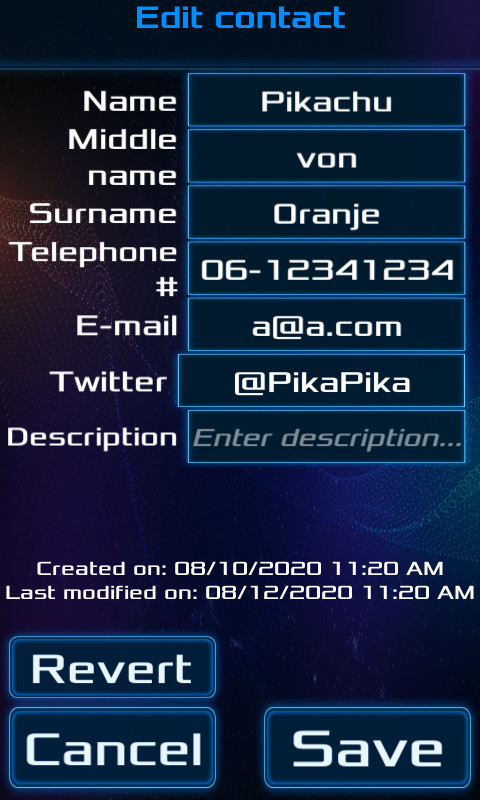 Edit contact
Name Pikachu
Middle
name von
Surname Oranje
Telephone
# 06-12341234
E-mail a@a.com
Twitter @PikaPika
Description Enter description...
Created on: 08/10/2020 11:20 AM
Last modified on: 08/12/2020 11:20 AM
Revert
Cancel Save